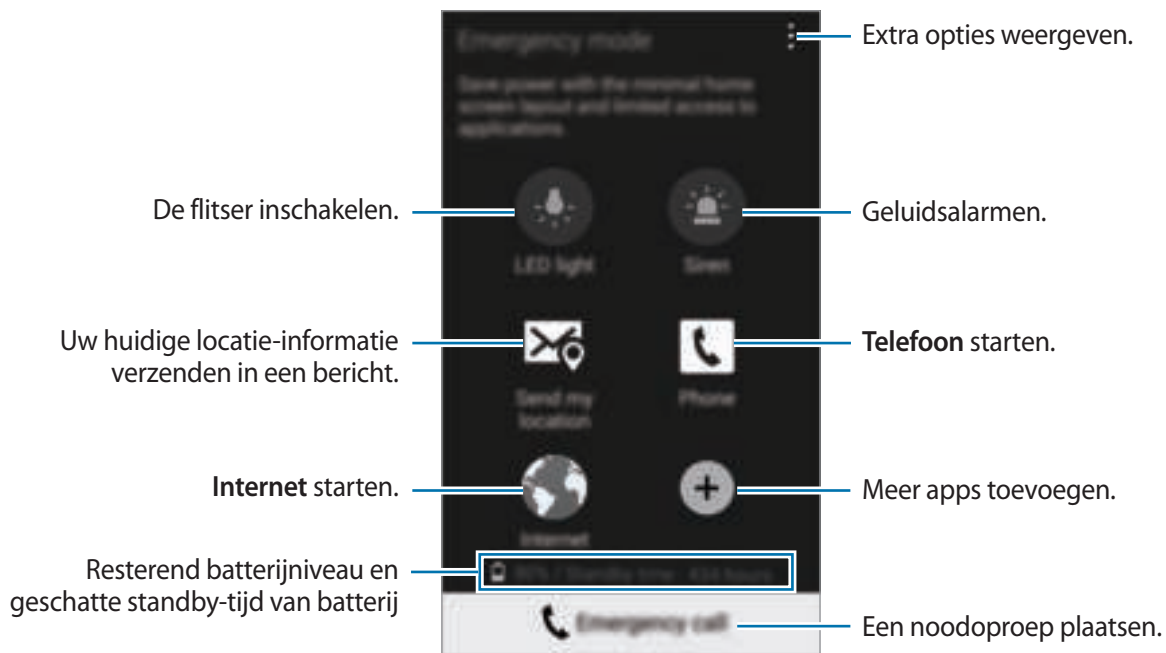 Emergency mode
Extra opties weergeven.
Save power with the minimal home
screen layout and limited access to
applications.
De flitser inschakelen.
Geluidsalarmen.
LED light
Siren
Uw huidige locatie-informatie
verzenden in een bericht.
Telefoon starten.
Send my
location
Phone
Internet starten.
Meer apps toevoegen.
Internet
Resterend batterijniveau en
geschatte standby-tijd van batterij
Standby time
hours
Emergency call
Een noodoproep plaatsen.